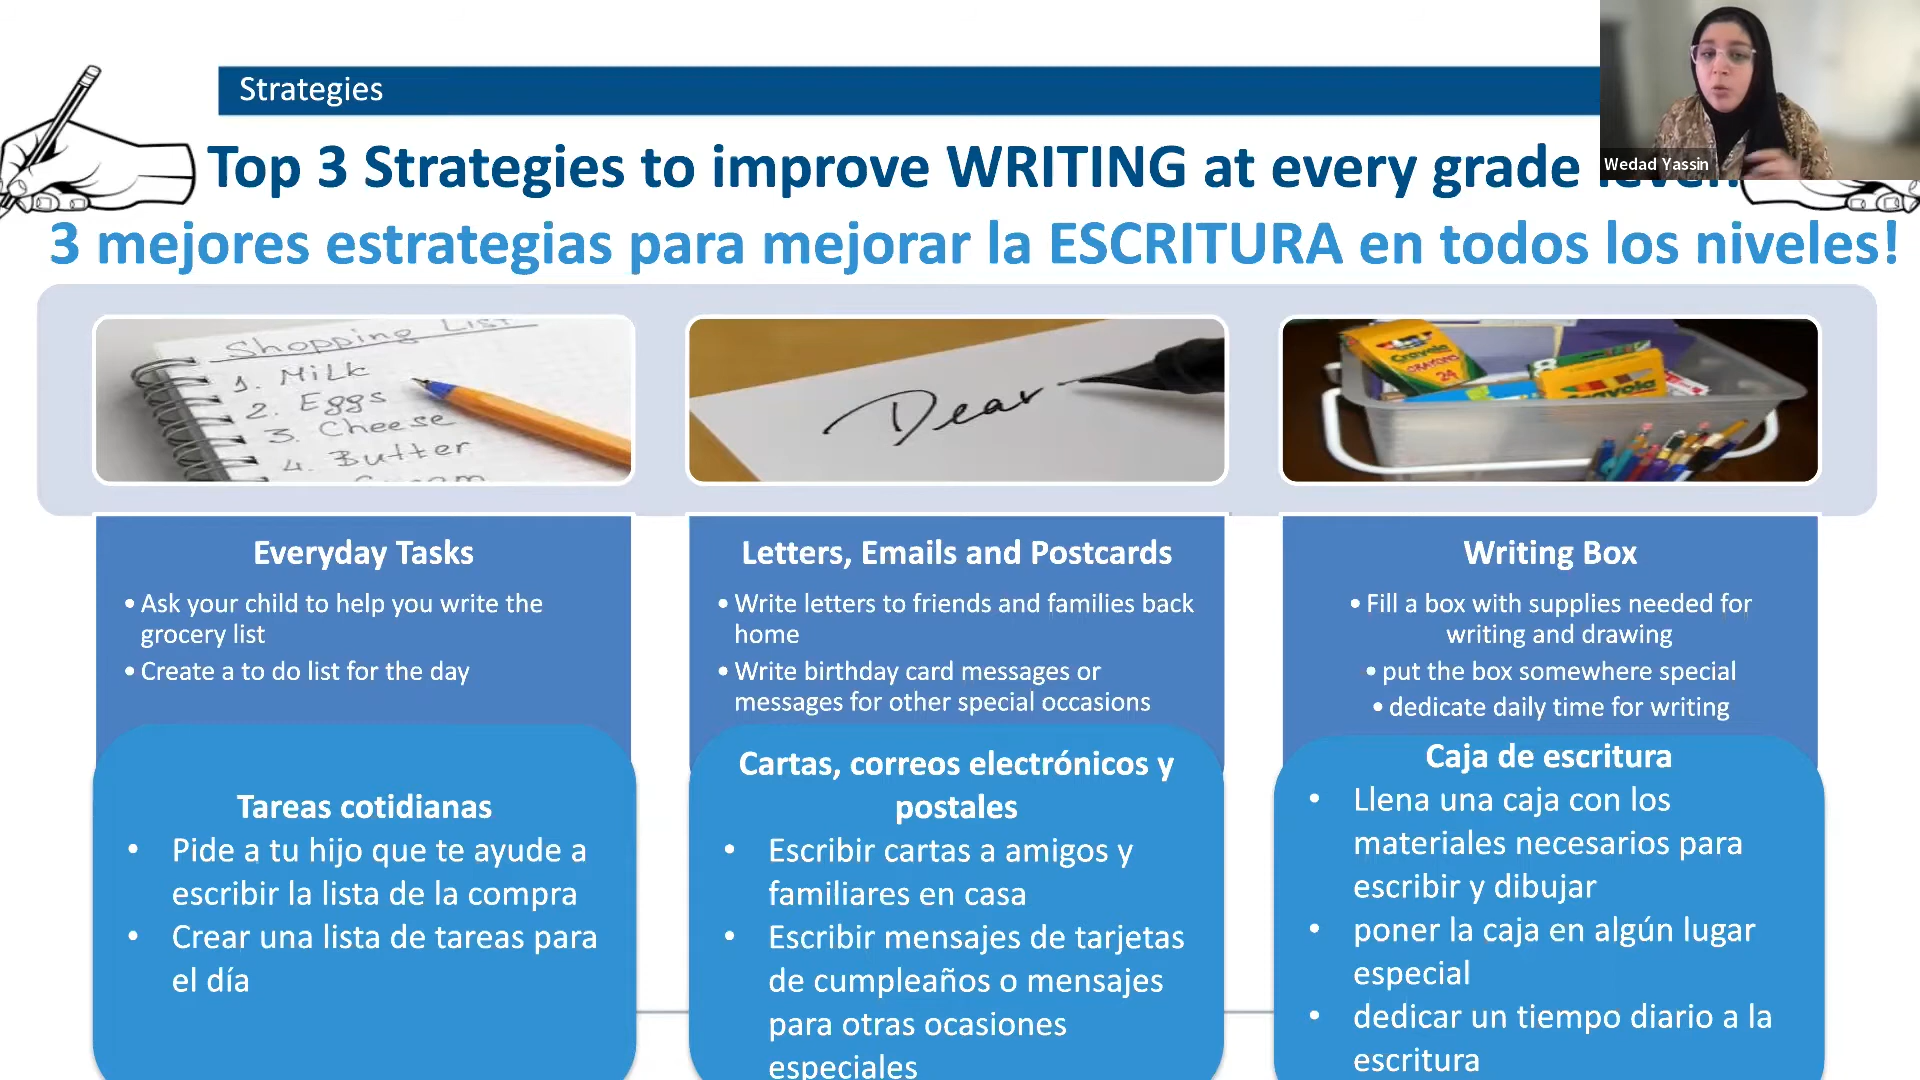 Strategies
Wedad Yassin
Top 3 Strategies to improve WRITING at every grade
3 mejores estrategias para mejorar la ESCRITURA en todos los niveles!
Shopping List
1. Milk
2. Eggs
3. Cheese
4. Butter
Dear
Crayola
CRAYONS
24
8
Crayola
Everyday Tasks
• Ask your child to help you write the
grocery list
• Create a to do list for the day
Letters, Emails and Postcards
• Write letters to friends and families back
home
• Write birthday card messages or
messages for other special occasions
Writing Box
• Fill a box with supplies needed for
writing and drawing
• put the box somewhere special
• dedicate daily time for writing
Tareas cotidianas
• Pide a tu hijo que te ayude a
escribir la lista de la compra
• Crear una lista de tareas para
el día
Cartas, correos electrónicos y
postales
• Escribir cartas a amigos y
familiares en casa
• Escribir mensajes de tarjetas
de cumpleaños o mensajes
para otras ocasiones
especiales
Caja de escritura
• Llena una caja con los
materiales necesarios para
escribir y dibujar
• poner la caja en algún lugar
especial
• dedicar un tiempo diario a la
escritura